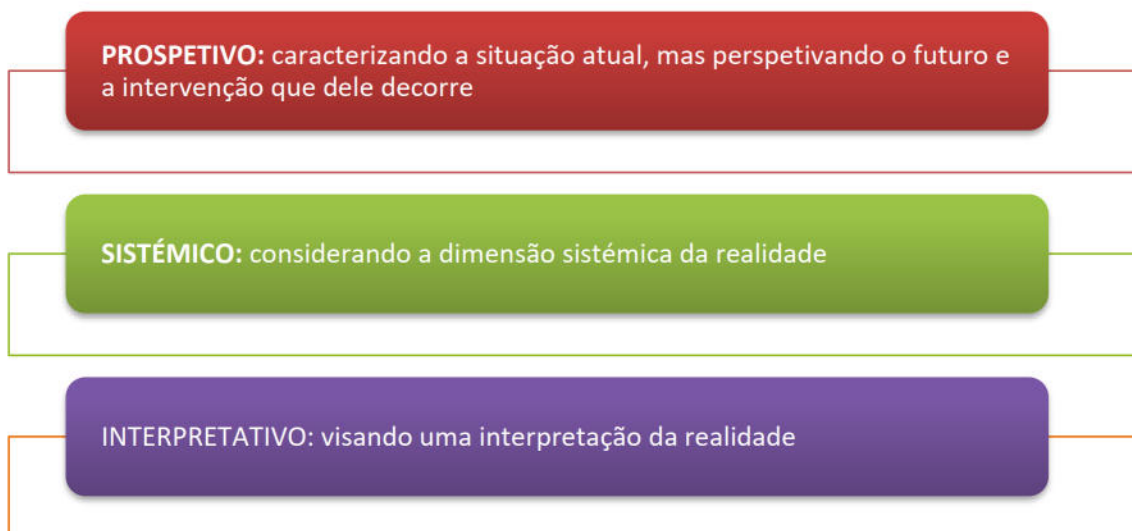 PROSPETIVO: caracterizando a situação atual, mas perspetivando o futuro e
a intervenção que dele decorre
SISTÉMICO: considerando a dimensão sistémica da realidade
INTERPRETATIVO: visando uma interpretação da realidade